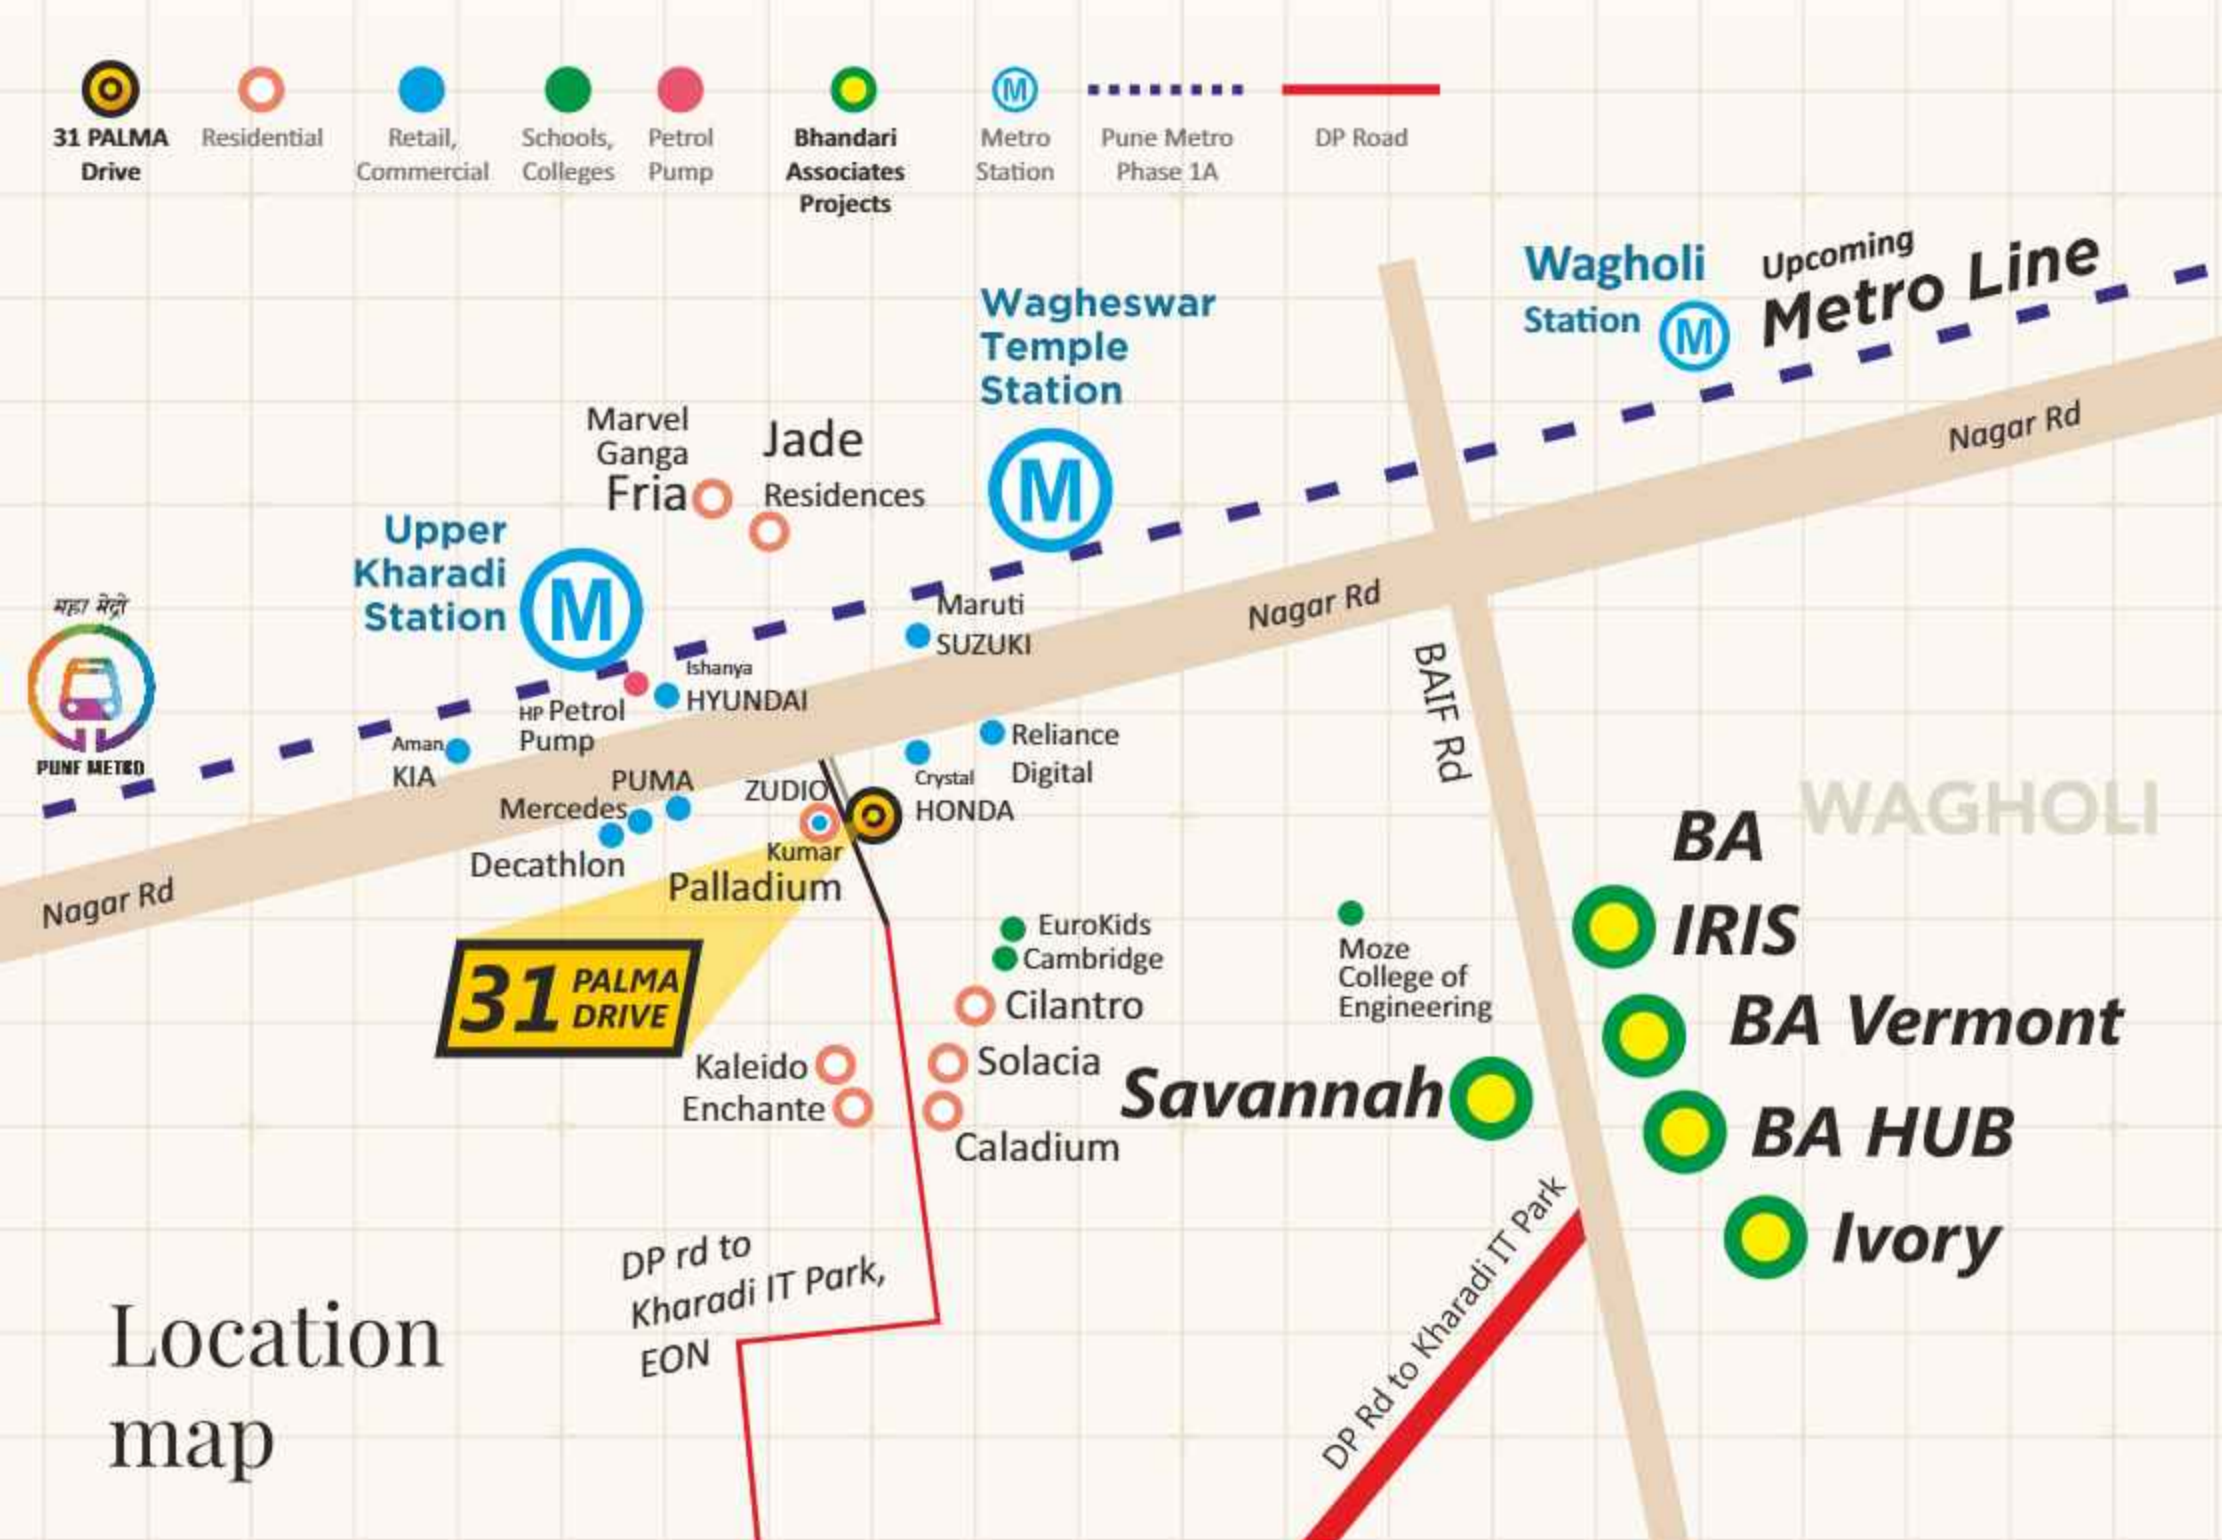 31 PALMA
Drive
Residential
Retail,
Commercial
Schools,
Colleges
Petrol
Pump
Bhandari
Associates
Projects
M
Metro
Station
Pune Metro
Phase 1A
DP Road
Wagholi
Station
M
Upcoming
Metro Line
Wagheswar
Temple
Station
M
Marvel
Ganga
Fria
Jade
Residences
Nagar Rd
Upper
Kharadi
Station
M
महा मेट्रो
PUNE METRO
Maruti
SUZUKI
Nagar Rd
Ishanya
HYUNDAI
HP Petrol
Pump
Aman
KIA
BAIF Rd
Reliance
Digital
Crystal
HONDA
PUMA
ZUDIO
Mercedes
Decathlon
Kumar
Palladium
Nagar Rd
WAGHOLI
BA
IRIS
31 PALMA
DRIVE
EuroKids
Cambridge
Cilantro
Moze
College of
Engineering
BA Vermont
Kaleido
Enchante
Solacia
Caladium
Savannah
BA HUB
Ivory
DP rd to
Kharadi IT Park,
EON
DP Rd to Kharadi IT Park
Location
map